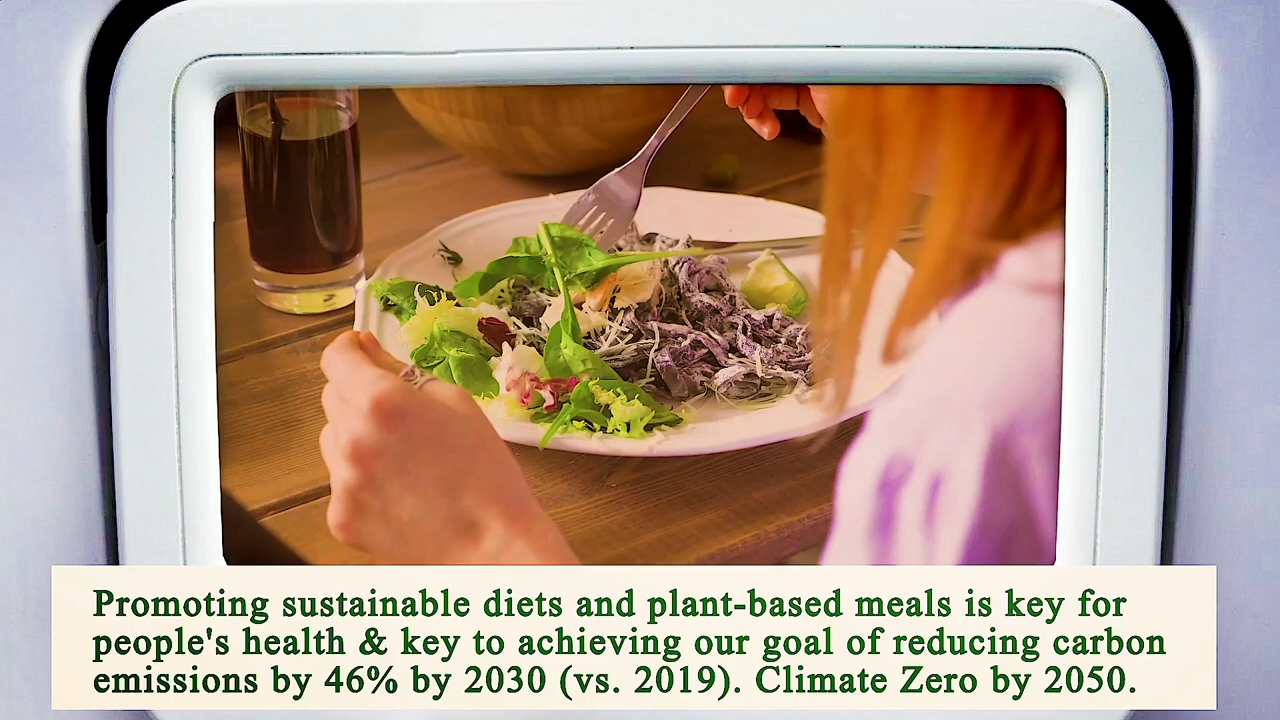 Promoting sustainable diets and plant-based meals is key for
people's health & key to achieving our goal of reducing carbon
emissions by 46% by 2030 (vs. 2019). Climate Zero by 2050.